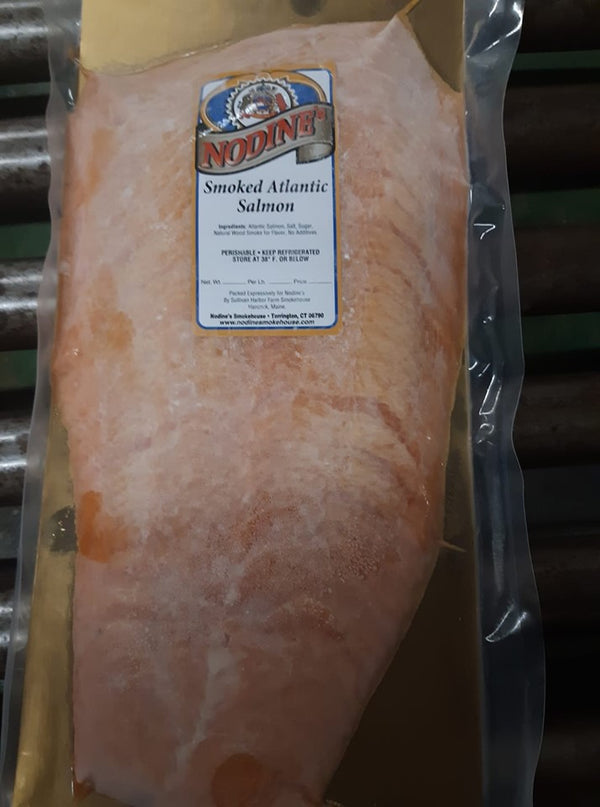 NODINE'
Smoked Atlantic
Salmon
Ingredients: Atlantic Salmon, Salt, Sugar,
Natural Wood Smoke for Flavor, No Additives
PERISHABLE • KEEP REFRIGERATED
STORE AT 38° F. OR BELOW
Net. Wt. Per Lb. Price
Packed Expressively for Nodine's
By Sullivan Harbor Farm Smokehouse
Hancock, Maine.
Nodine's Smokehouse • Torrington, CT 06790
www.nodinesmokehouse.com